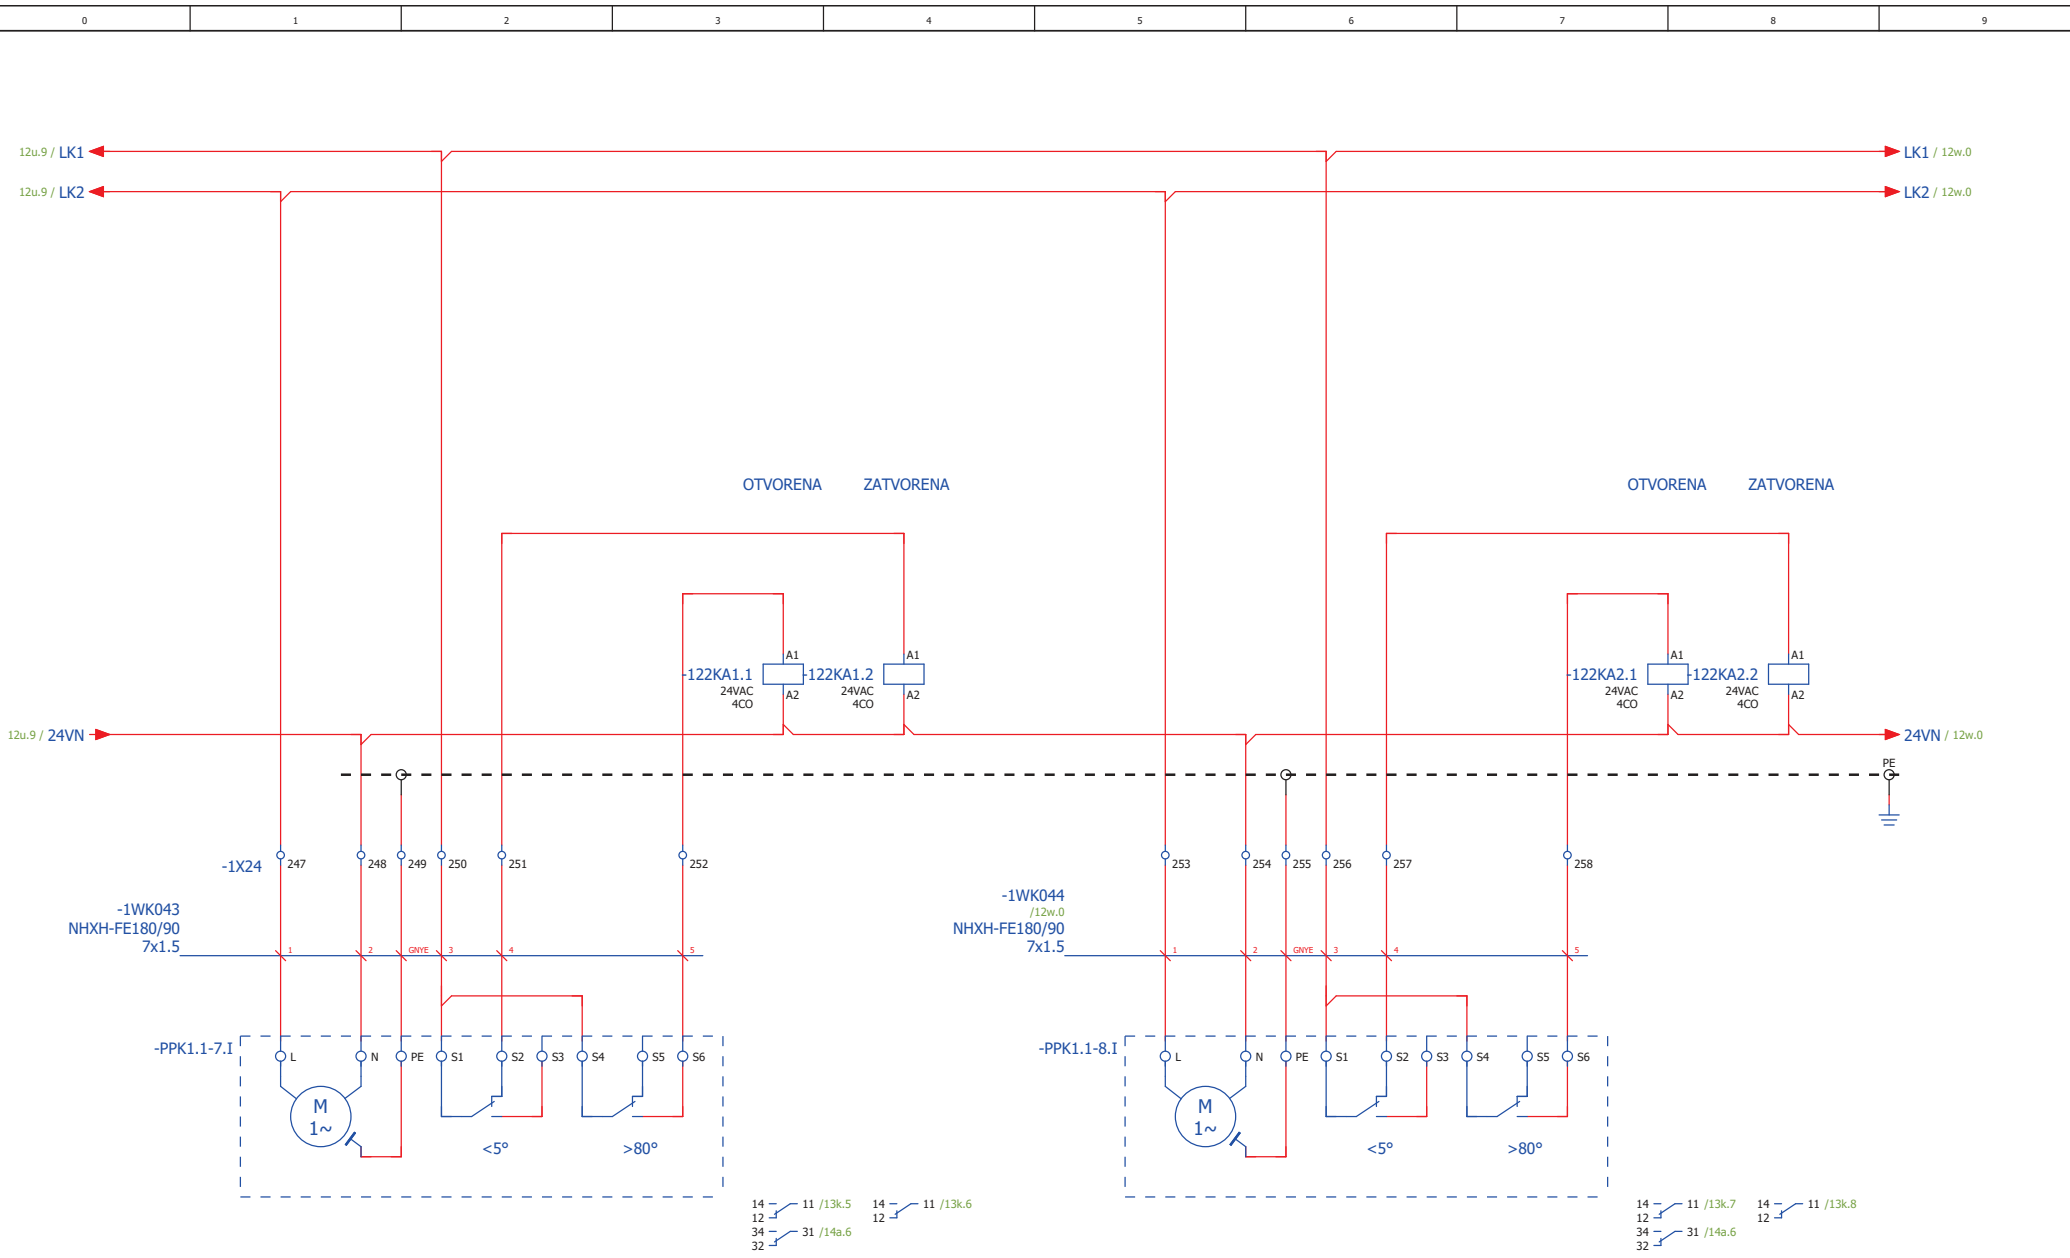 0 1 2 3 4 5 6 7 8 9
12u.9 / LK1 LK1 / 12w.0
12u.9 / LK2 LK2 / 12w.0
OTVORENA ZATVORENA OTVORENA ZATVORENA
A1 A1 A1 A1
-122KA1.1 -122KA1.2 -122KA2.1 -122KA2.2
24VAC A2 24VAC A2 24VAC A2 24VAC A2
4CO 4CO 4CO 4CO
12u.9 / 24VN 24VN / 12w.0
PE
-1X24 247 248 249 250 251 252 253 254 255 256 257 258
-1WK043 -1WK044
/12w.0
NHXH-FE180/90 NHXH-FE180/90
7x1.5 1 2 GNYE 3 4 5 7x1.5 1 2 GNYE 3 4 5
-PPK1.1-7.I L N PE S1 S2 S3 S4 S5 S6 -PPK1.1-8.I L N PE S1 S2 S3 S4 S5 S6
M M
1~ 1~
<5° >80° <5° >80°
14 11 /13k.5 14 11 /13k.6 14 11 /13k.7 14 11 /13k.8
12 12 12 12
34 31 /14a.6 34 31 /14a.6
32 32